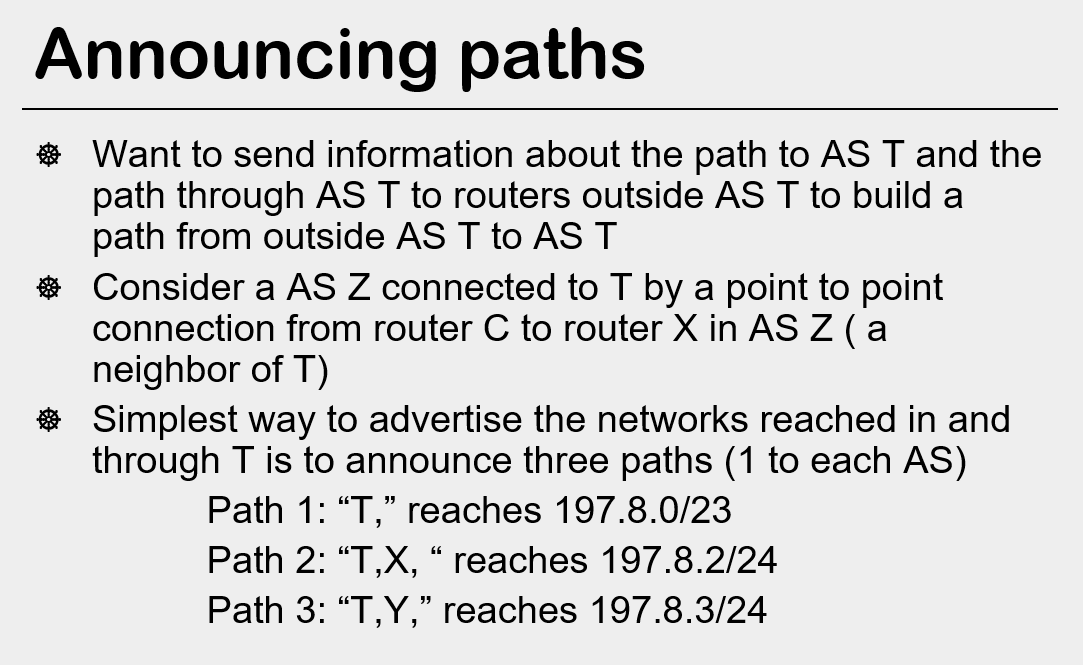 Announcing paths
Want to send information about the path to AS T and the
path through AS T to routers outside AS T to build a
path from outside AS T to AS T
Consider a AS Z connected to T by a point to point
connection from router C to router X in AS Z ( a
neighbor of T)
Simplest way to advertise the networks reached in and
through T is to announce three paths (1 to each AS)
Path 1: “T,” reaches 197.8.0/23
Path 2: “T,X, “ reaches 197.8.2/24
Path 3: “T,Y,” reaches 197.8.3/24